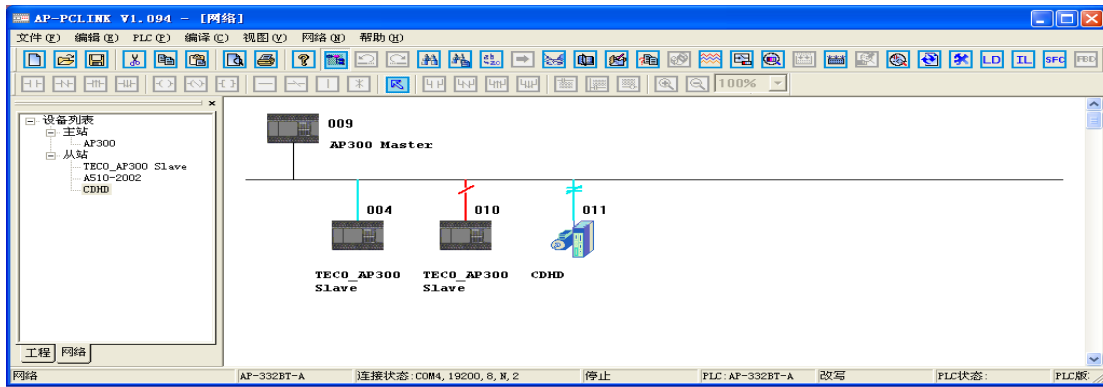 AP-PCLINK V1.094 - [网络]
文件(F) 编辑(E) PLC(P) 编译(C) 视图(V) 网络(N) 帮助(H)
LD IL SFC FBD
100%
设备列表
主站
AP300
从站
TECO_AP300 Slave
A510-2002
CDHD
009
AP300 Master
004 010 011
TECO_AP300 Slave
TECO_AP300 Slave
CDHD
工程 网络
网络 AP-332BT-A 连接状态:COM4,19200,8,N,2 停止 PLC:AP-332BT-A 改写 PLC状态: PLC版